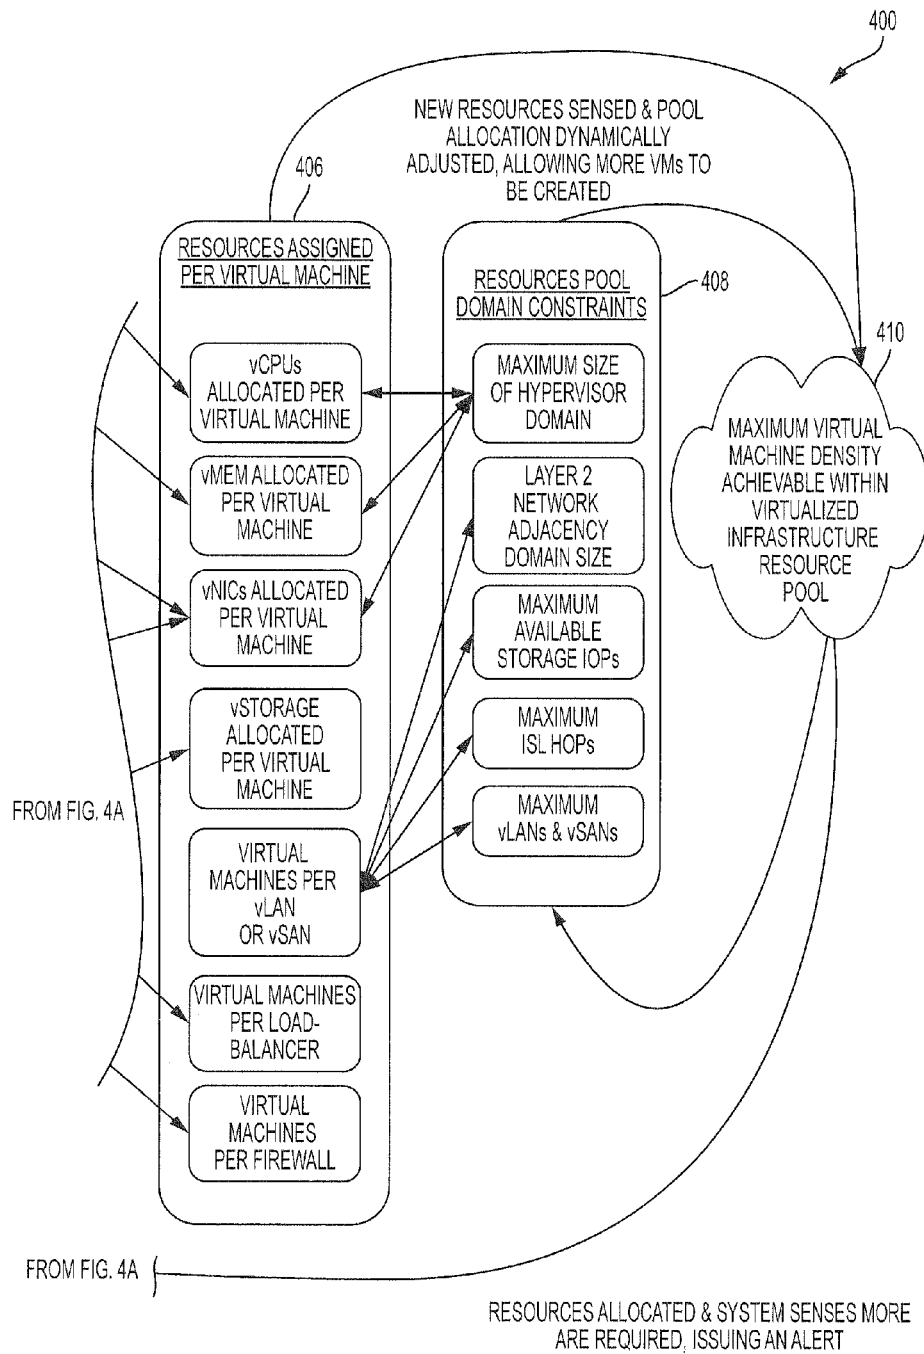 400
NEW RESOURCES SENSED & POOL
ALLOCATION DYNAMICALLY
ADJUSTED, ALLOWING MORE VMs TO
BE CREATED
406
RESOURCES ASSIGNED
PER VIRTUAL MACHINE
vCPUs
ALLOCATED PER
VIRTUAL MACHINE
vMEM ALLOCATED
PER VIRTUAL
MACHINE
vNICs ALLOCATED
PER VIRTUAL
MACHINE
vSTORAGE
ALLOCATED
PER VIRTUAL
MACHINE
VIRTUAL
MACHINES PER
vLAN
OR vSAN
VIRTUAL MACHINES
PER LOAD-
BALANCER
VIRTUAL
MACHINES
PER FIREWALL
408
RESOURCES POOL
DOMAIN CONSTRAINTS
MAXIMUM SIZE
OF HYPERVISOR
DOMAIN
LAYER 2
NETWORK
ADJACENCY
DOMAIN SIZE
MAXIMUM
AVAILABLE
STORAGE IOPs
MAXIMUM
ISL HOPs
MAXIMUM
vLANs & vSANs
410
MAXIMUM VIRTUAL
MACHINE DENSITY
ACHIEVABLE WITHIN
VIRTUALIZED
INFRASTRUCTURE
RESOURCE
POOL
FROM FIG. 4A
FROM FIG. 4A
RESOURCES ALLOCATED & SYSTEM SENSES MORE
ARE REQUIRED, ISSUING AN ALERT